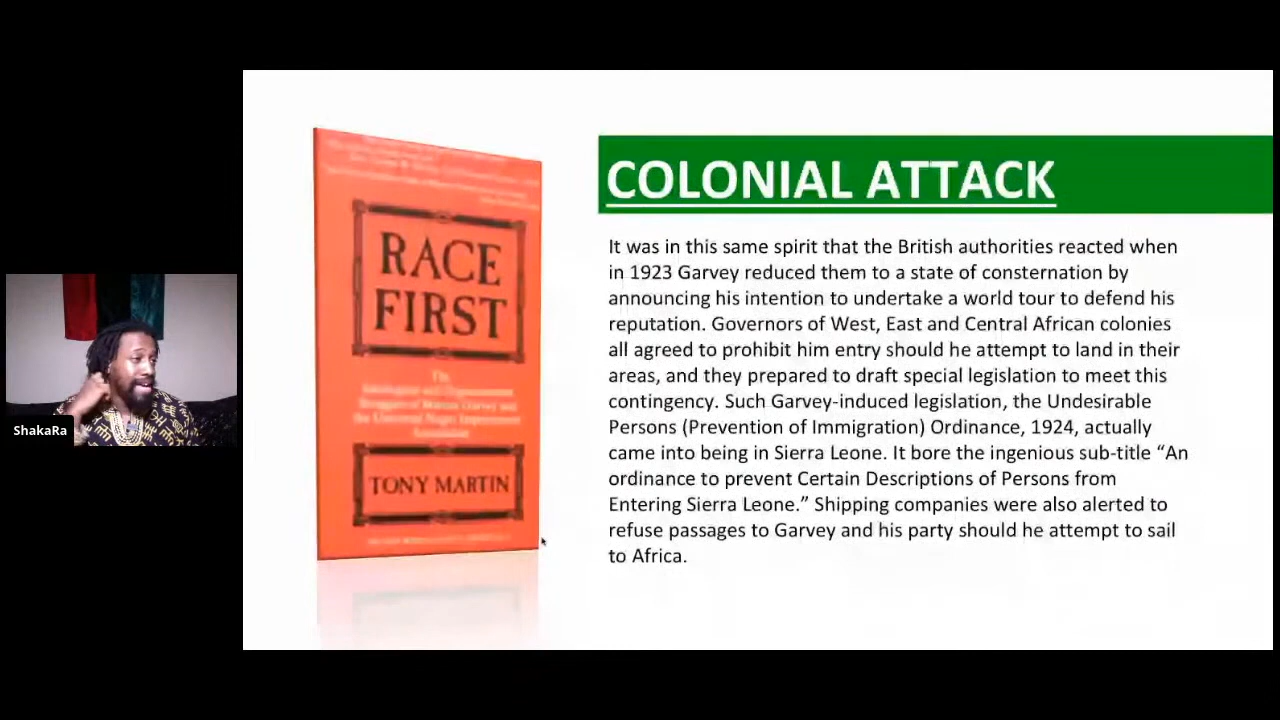 COLONIAL ATTACK
RACE
FIRST
The
TONY MARTIN
It was in this same spirit that the British authorities reacted when
in 1923 Garvey reduced them to a state of consternation by
announcing his intention to undertake a world tour to defend his
reputation. Governors of West, East and Central African colonies
all agreed to prohibit him entry should he attempt to land in their
areas, and they prepared to draft special legislation to meet this
contingency. Such Garvey-induced legislation, the Undesirable
Persons (Prevention of Immigration) Ordinance, 1924, actually
came into being in Sierra Leone. It bore the ingenious sub-title “An
ordinance to prevent Certain Descriptions of Persons from
Entering Sierra Leone.” Shipping companies were also alerted to
refuse passages to Garvey and his party should he attempt to sail
to Africa.
ShakaRa